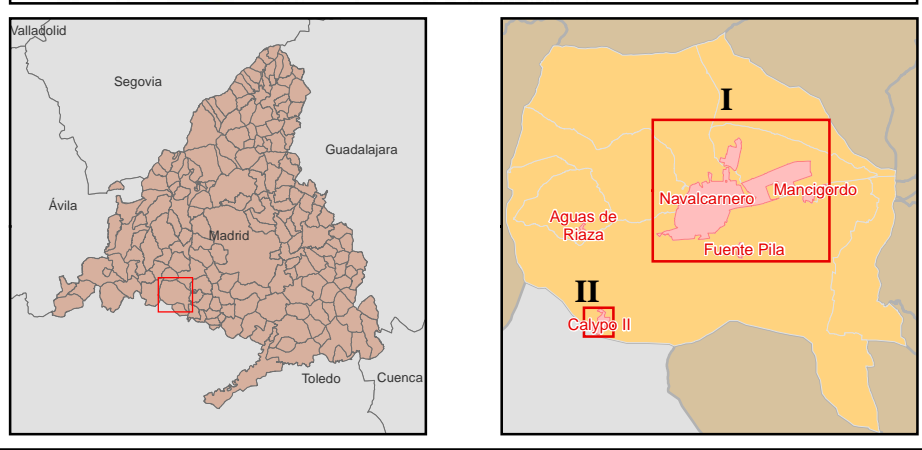 Valladolid
Segovia
Guadalajara
Ávila
Madrid
Toledo
Cuenca
I
Navalcarnero
Mancigordo
Aguas de
Riaza
Fuente Pila
II
Calypo II